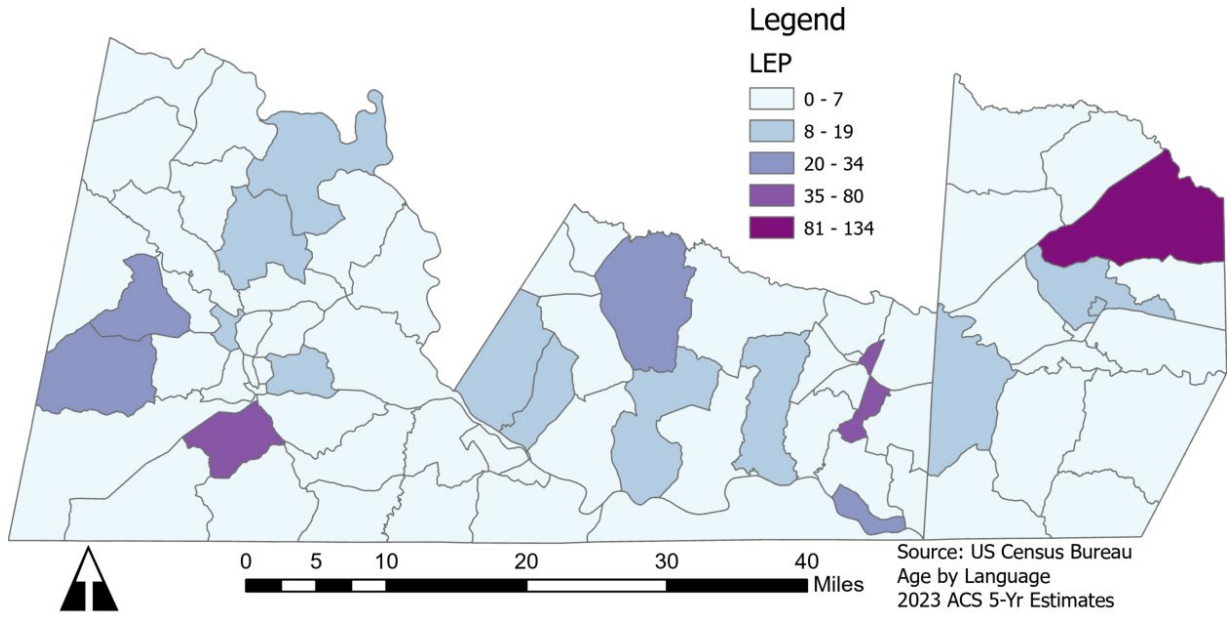 Legend
LEP
0 - 7
8 - 19
20 - 34
35 - 80
81 - 134
0 5 10 20 30 40
Miles
Source: US Census Bureau
Age by Language
2023 ACS 5-Yr Estimates